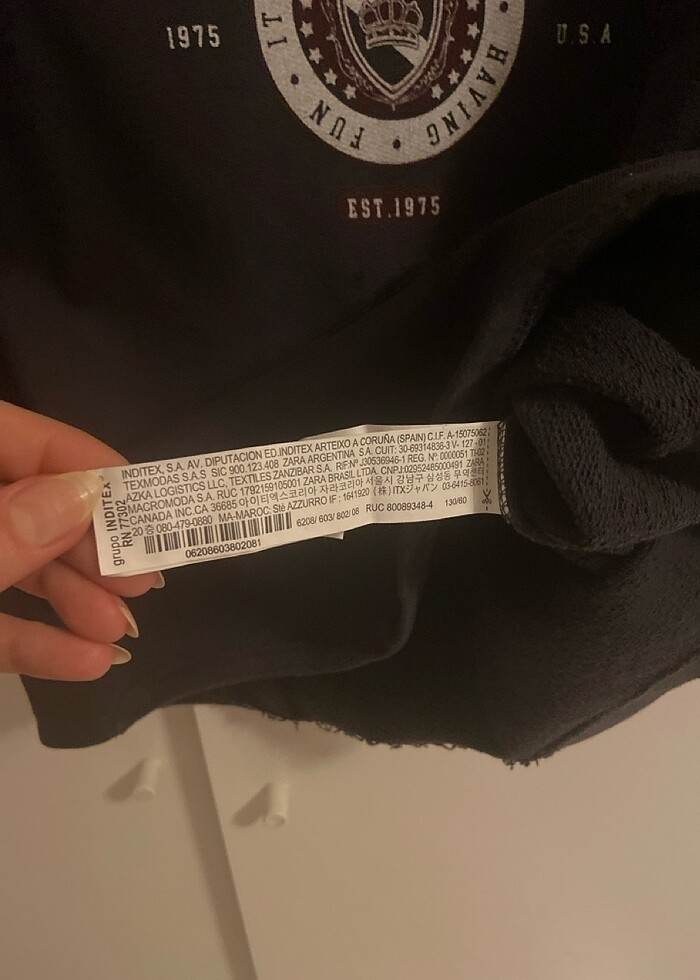 1975
U.S.A
IT • HAVING • FUN •
EST.1975
grupo INDITEX
RN 77302
INDITEX, S.A. AV. DIPUTACION ED.INDITEX ARTEIXO A CORUÑA (SPAIN) C.I.F. A-15075062
TEXMODAS S.A.S SIC 900.123.408 ZARA ARGENTINA S.A. CUIT: 30-69314836-3 V- 127 -01
AZKA LOGISTICS LLC, TEXTILES ZANZIBAR S.A. RIF.Nº J30536946-1 REG. Nº: 0000051 TI-02
MACROMODA S.A. RUC 1792159105001 ZARA BRASIL LTDA. CNPJ:02952485000491 ZARA
CANADA INC.CA 36685 아이티엑스코리아 자라코리아 서울시 강남구 삼성동 무역센터
20 층 080-479-0880 MA-MAROC: Sté AZZURRO IF: 1641920 (株) ITXジャパン 03-6415-8061
6208/ 603/ 802/ 08 RUC 80089348-4 130/60
06208603802081